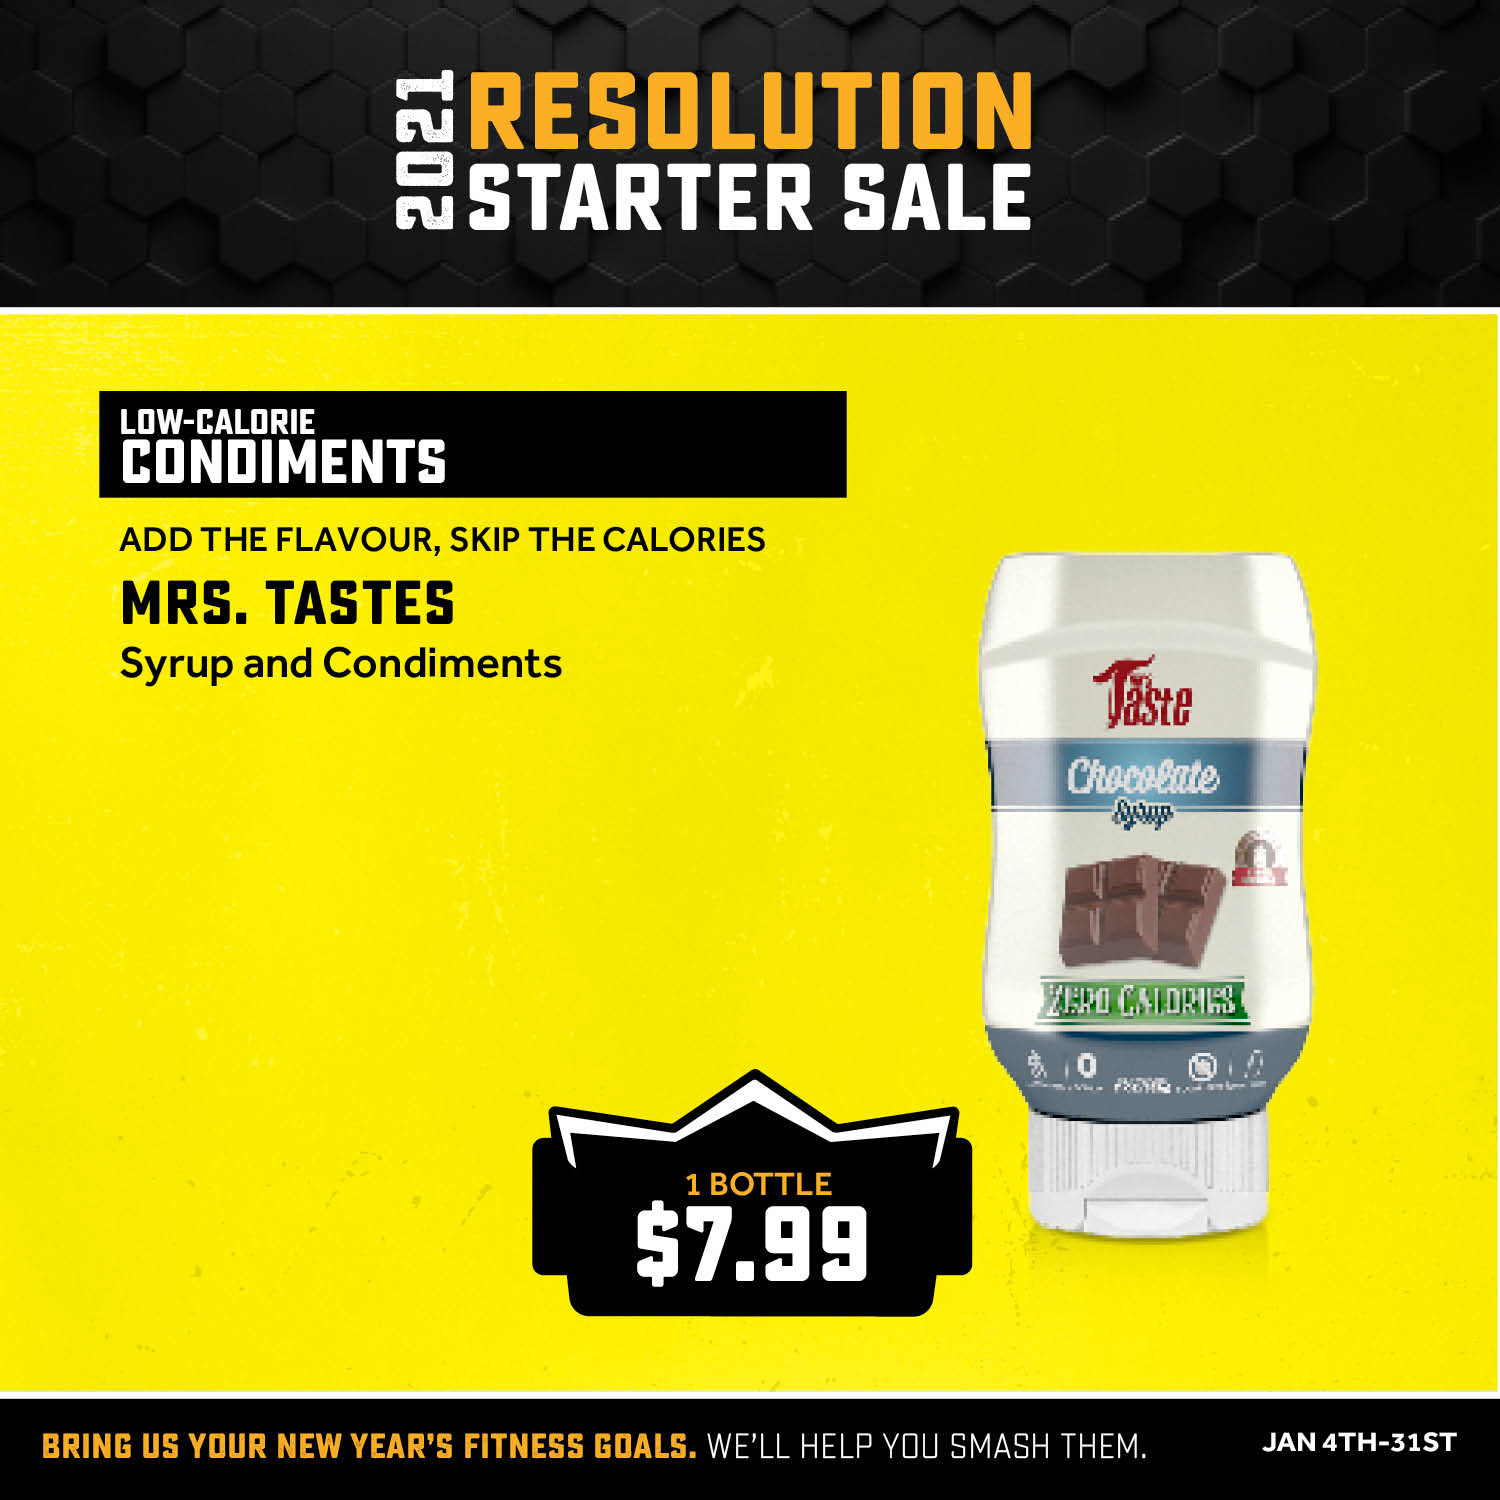 2021
RESOLUTION
STARTER SALE
LOW-CALORIE
CONDIMENTS
ADD THE FLAVOUR, SKIP THE CALORIES
MRS. TASTES
Syrup and Condiments
Taste
Chocolate
Syrup
ZERO CALORIES
0
1 BOTTLE
$7.99
BRING US YOUR NEW YEAR'S FITNESS GOALS. WE'LL HELP YOU SMASH THEM.
JAN 4TH-31ST